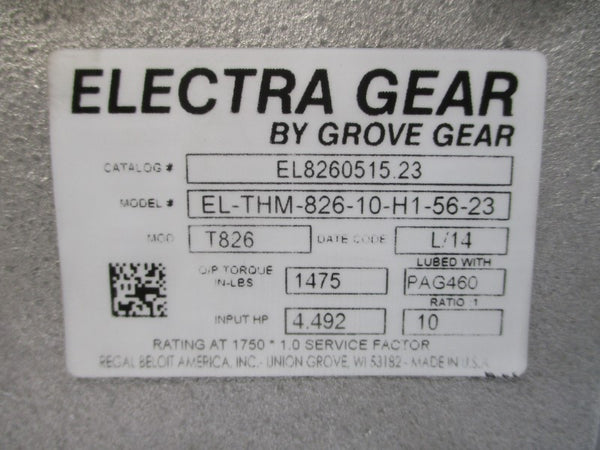 ELECTRA GEAR
BY GROVE GEAR
CATALOG # EL8260515.23
MODEL # EL-THM-826-10-H1-56-23
MOD T826 DATE CODE L/14
O/P TORQUE IN-LBS 1475 LUBED WITH PAG460
INPUT HP 4.492 RATIO :1 10
RATING AT 1750 * 1.0 SERVICE FACTOR
REGAL BELOIT AMERICA, INC.- UNION GROVE, WI 53182 - MADE IN U.S.A.